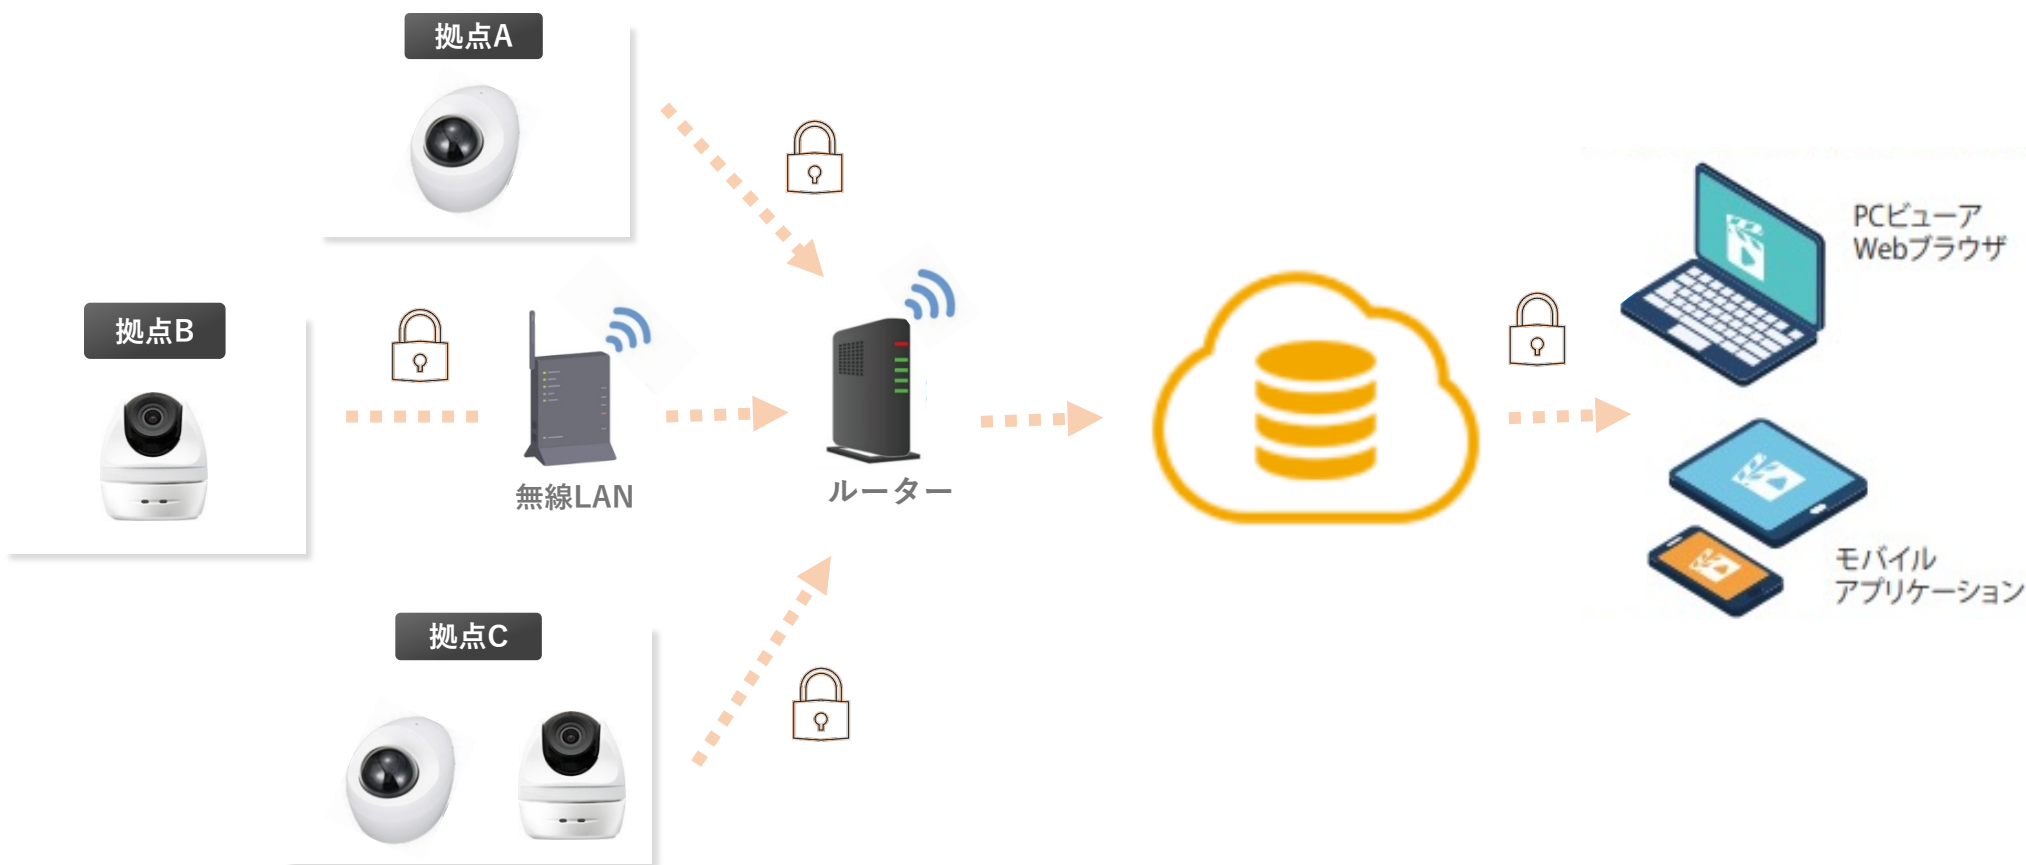 拠点A
拠点B
無線LAN
ルーター
拠点C
PCビューア
Webブラウザ
モバイル
アプリケーション